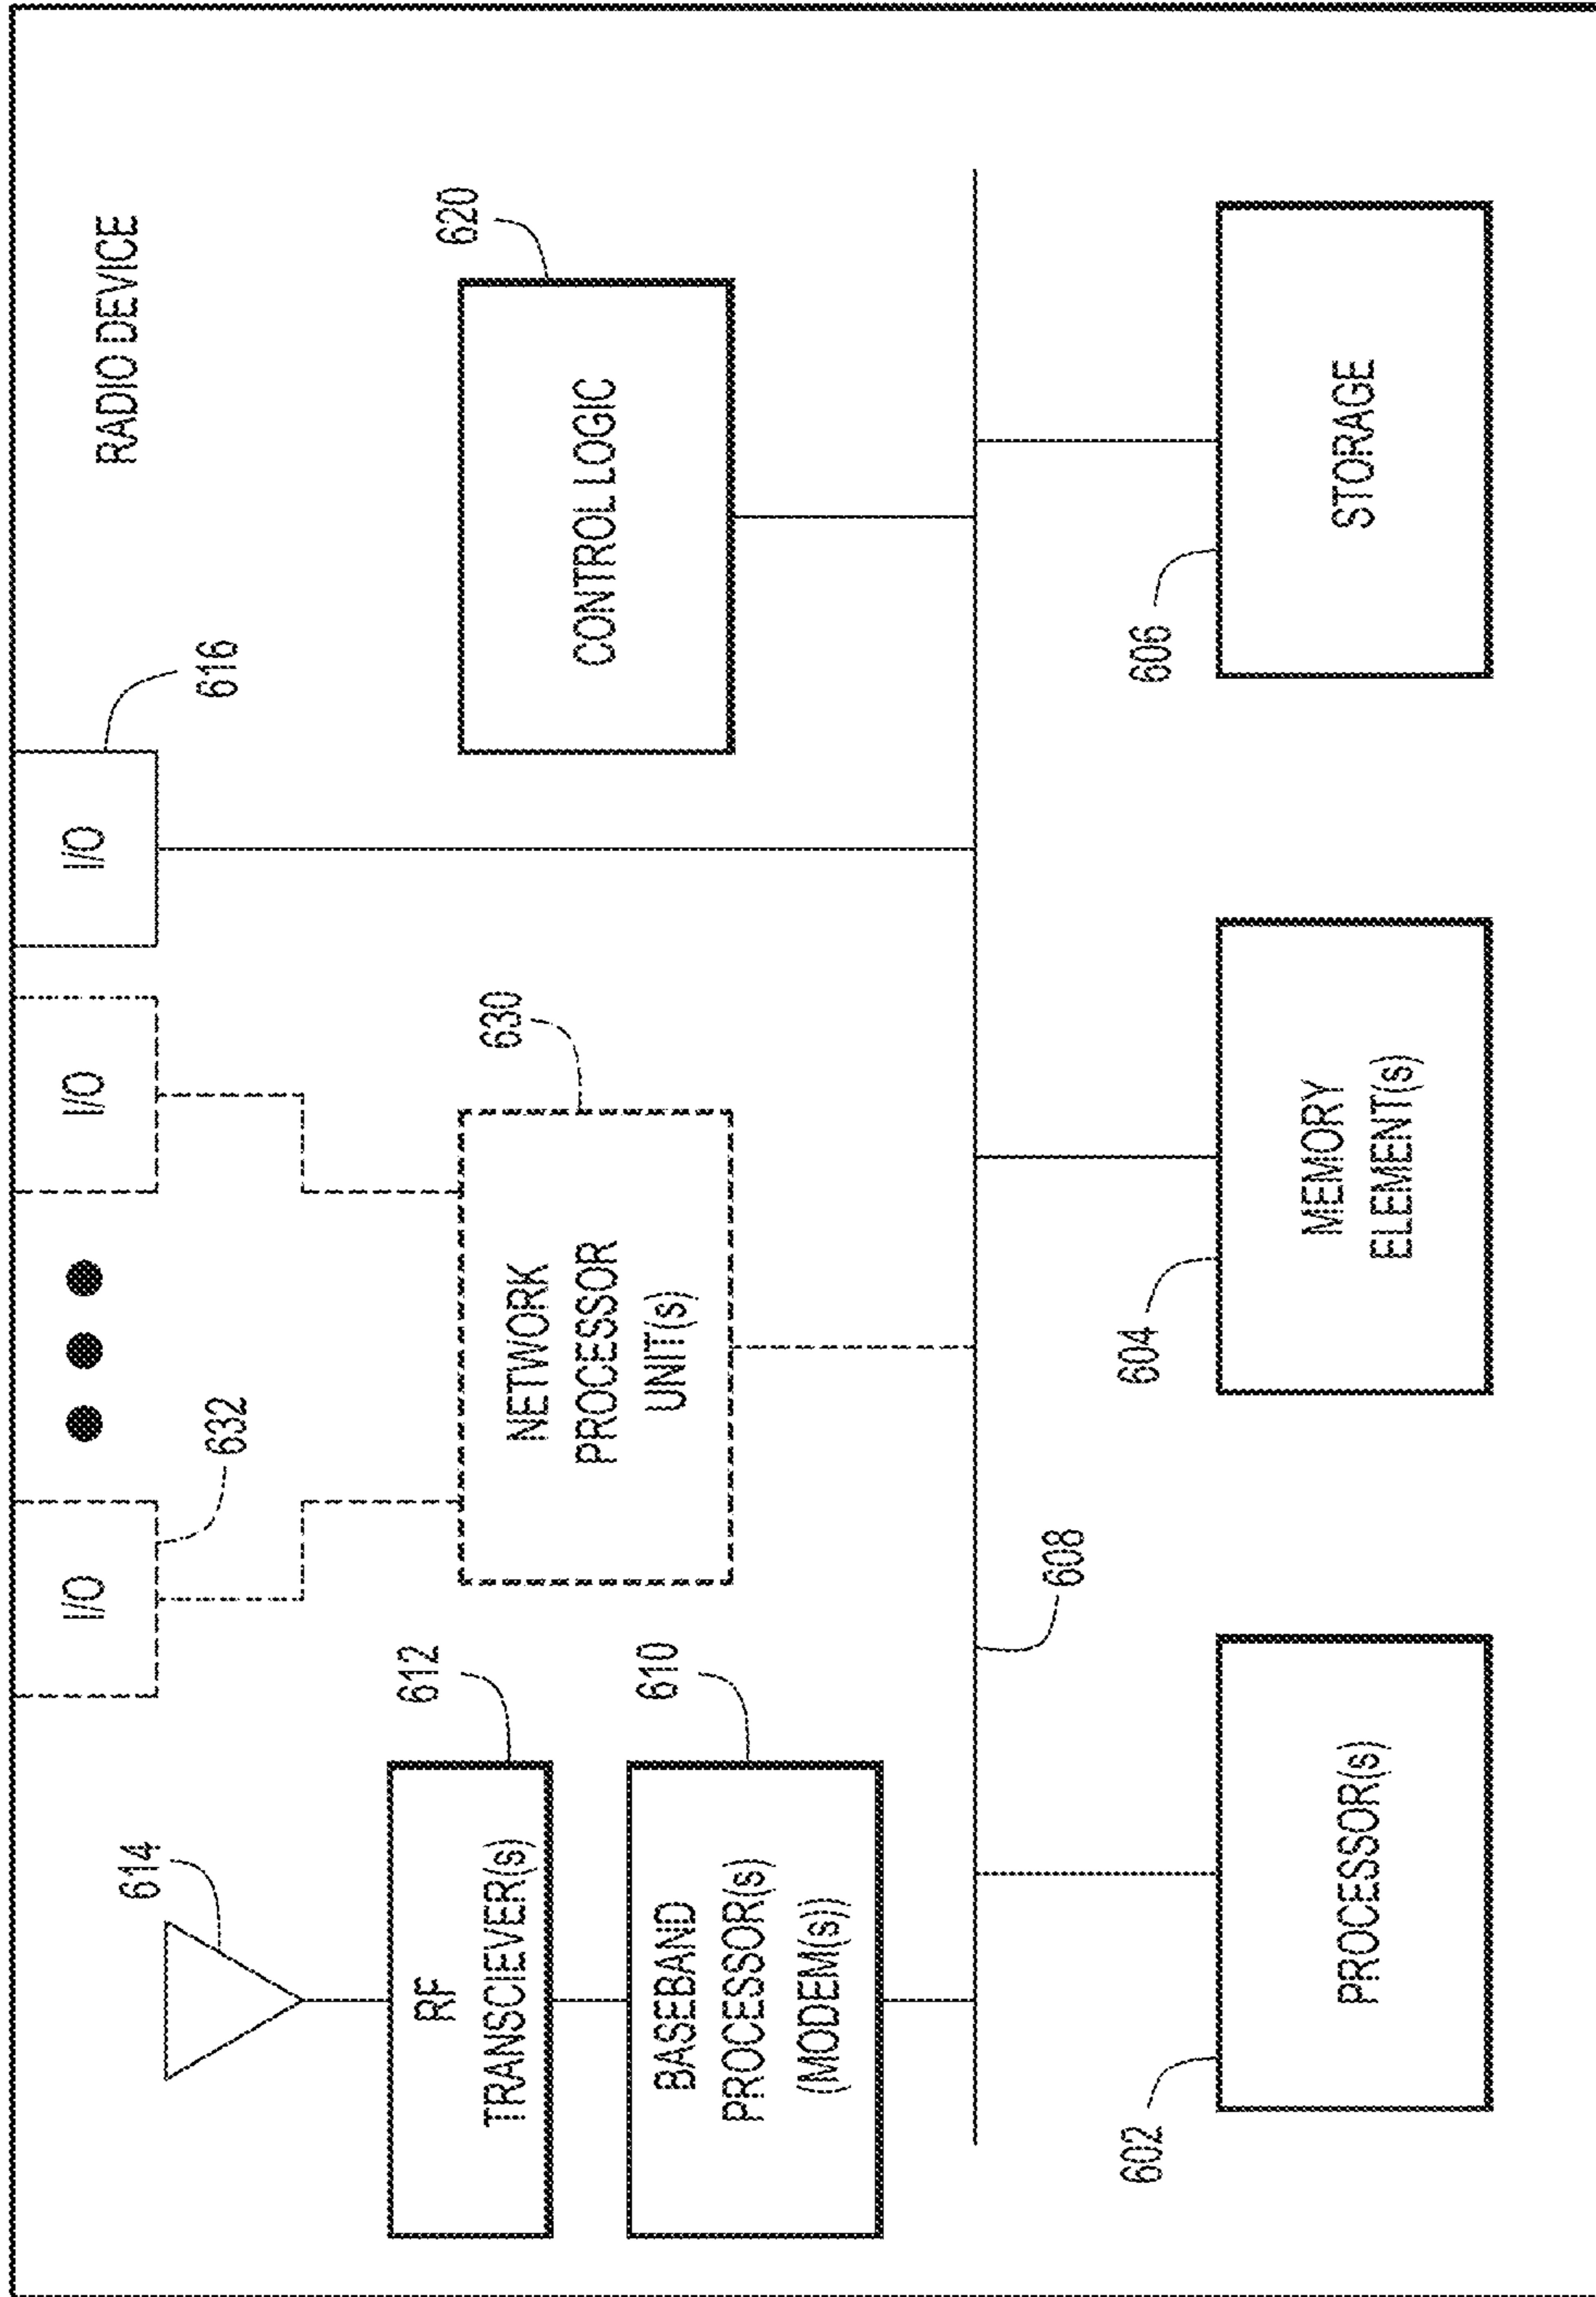 RADIO DEVICE
I/O
632
I/O
I/O
616
614
RF
TRANSCIEVER(s)
612
BASEBAND
PROCESSOR(s)
(MODEM(s))
610
NETWORK
PROCESSOR
UNIT(s)
630
CONTROL LOGIC
620
608
602
PROCESSOR(s)
604
MEMORY
ELEMENT(s)
606
STORAGE